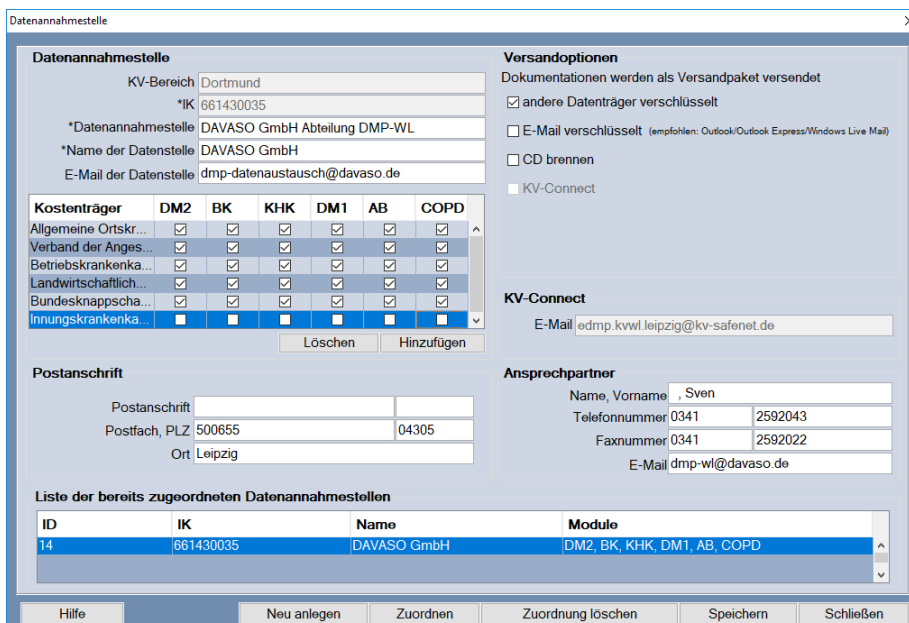 Datenannahmestelle
Datenannahmestelle
KV-Bereich Dortmund
*IK 661430035
*Datenannahmestelle DAVASO GmbH Abteilung DMP-WL
*Name der Datenstelle DAVASO GmbH
E-Mail der Datenstelle dmp-datenaustausch@davaso.de
Kostenträger DM2 BK KHK DM1 AB COPD
Allgemeine Ortskr...
Verband der Anges...
Betriebskrankenka...
Landwirtschaftlich...
Bundesknappscha...
Innungskrankenka...
Löschen Hinzufügen
Versandoptionen
Dokumentationen werden als Versandpaket versendet
andere Datenträger verschlüsselt
E-Mail verschlüsselt (empfohlen: Outlook/Outlook Express/Windows Live Mail)
CD brennen
KV-Connect
KV-Connect
E-Mail edmp.kvwl.leipzig@kv-safenet.de
Postanschrift
Postanschrift
Postfach, PLZ 500655 04305
Ort Leipzig
Ansprechpartner
Name, Vorname , Sven
Telefonnummer 0341 2592043
Faxnummer 0341 2592022
E-Mail dmp-wl@davaso.de
Liste der bereits zugeordneten Datenannahmestellen
ID IK Name Module
14 661430035 DAVASO GmbH DM2, BK, KHK, DM1, AB, COPD
Hilfe Neu anlegen Zuordnen Zuordnung löschen Speichern Schließen